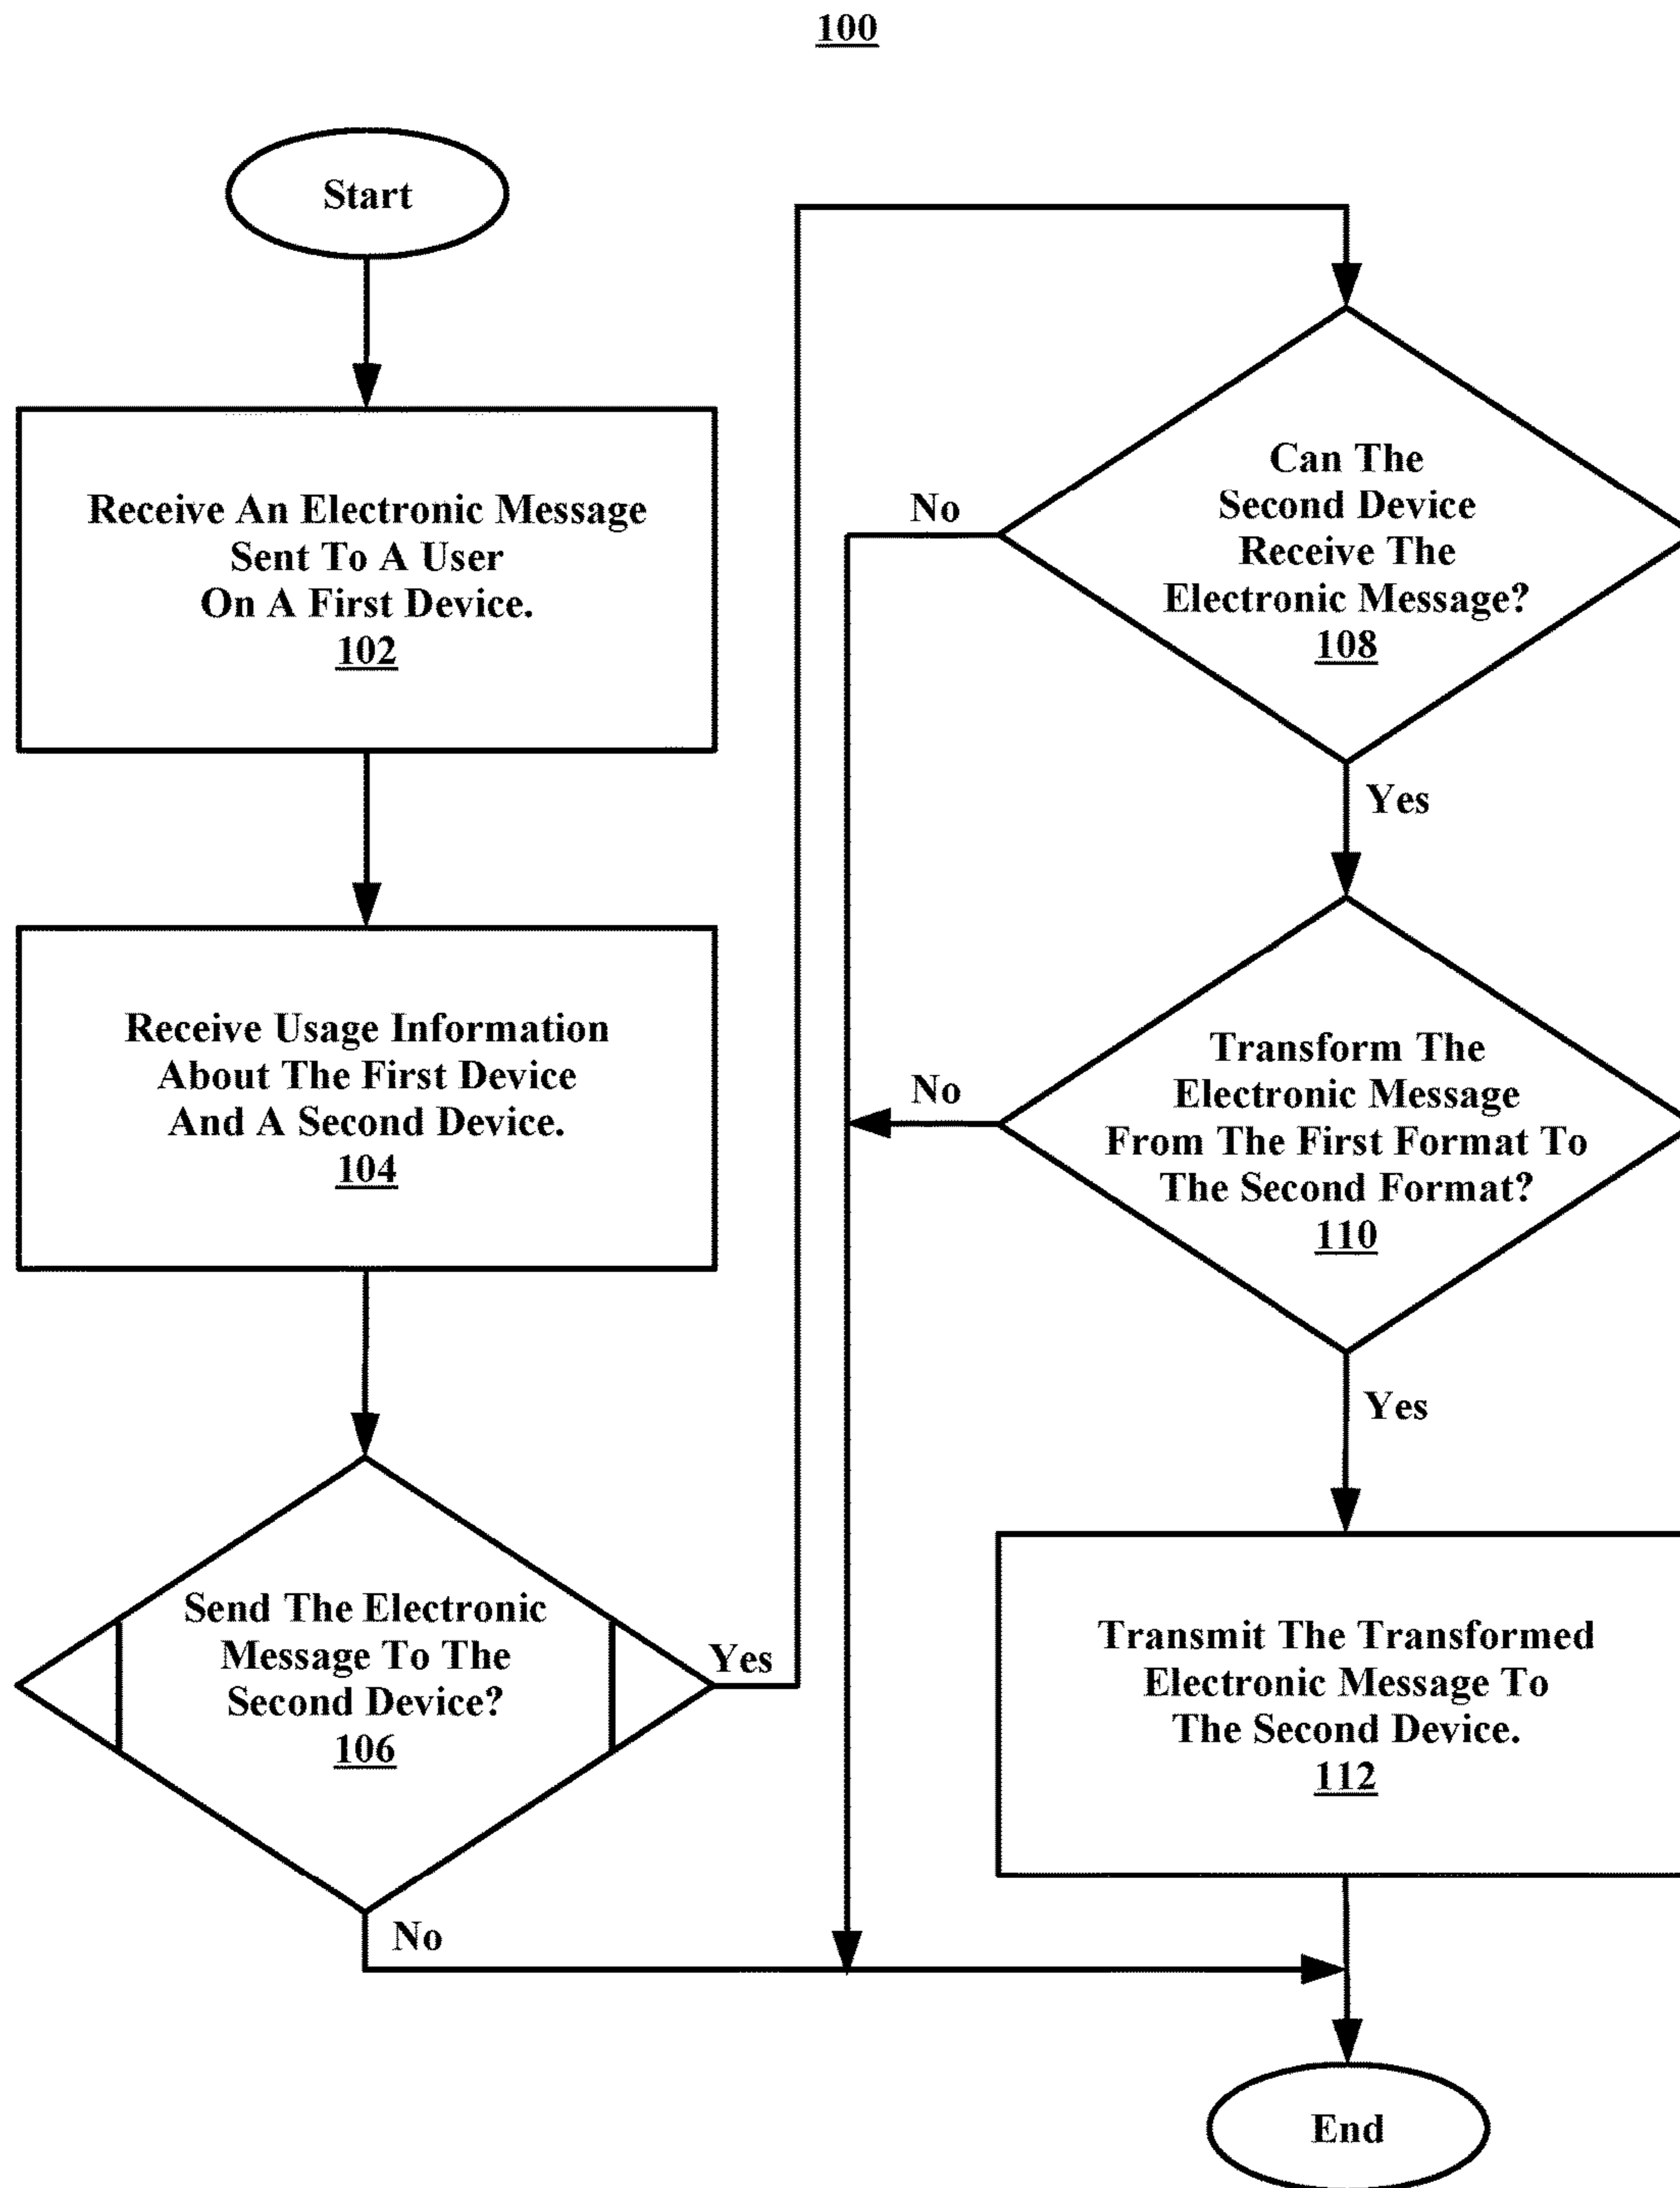 100
Start
Receive An Electronic Message
Sent To A User
On A First Device.
102
Receive Usage Information
About The First Device
And A Second Device.
104
Send The Electronic
Message To The
Second Device?
106
Yes
No
Can The
Second Device
Receive The
Electronic Message?
108
No
Yes
Transform The
Electronic Message
From The First Format To
The Second Format?
110
No
Yes
Transmit The Transformed
Electronic Message To
The Second Device.
112
End